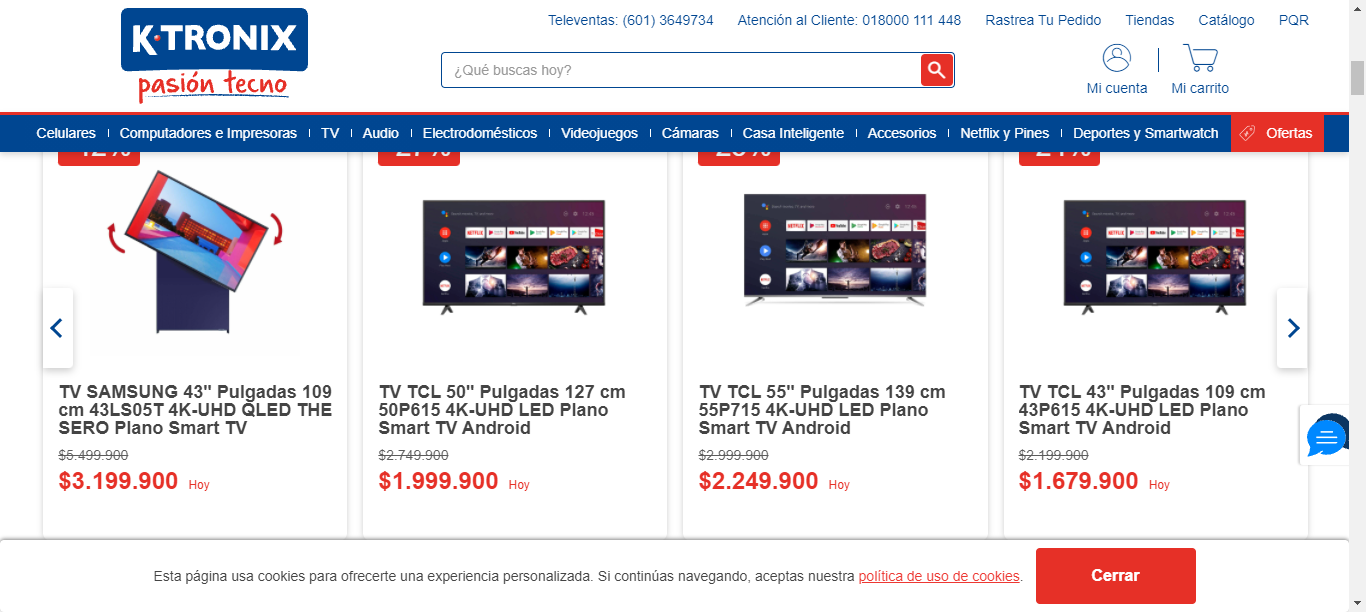 K-TRONIX
pasión tecno
Televentas: (601) 3649734 Atención al Cliente: 018000 111 448 Rastrea Tu Pedido Tiendas Catálogo PQR
¿Qué buscas hoy?
Mi cuenta Mi carrito
Celulares Computadores e Impresoras TV Audio Electrodomésticos Videojuegos Cámaras Casa Inteligente Accesorios Netflix y Pines Deportes y Smartwatch Ofertas
TV SAMSUNG 43" Pulgadas 109
cm 43LS05T 4K-UHD QLED THE
SERO Plano Smart TV
$5.499.900
$3.199.900 Hoy
TV TCL 50" Pulgadas 127 cm
50P615 4K-UHD LED Plano
Smart TV Android
$2.749.900
$1.999.900 Hoy
TV TCL 55" Pulgadas 139 cm
55P715 4K-UHD LED Plano
Smart TV Android
$2.999.900
$2.249.900 Hoy
TV TCL 43" Pulgadas 109 cm
43P615 4K-UHD LED Plano
Smart TV Android
$2.199.900
$1.679.900 Hoy
Esta página usa cookies para ofrecerte una experiencia personalizada. Si continúas navegando, aceptas nuestra política de uso de cookies.
Cerrar